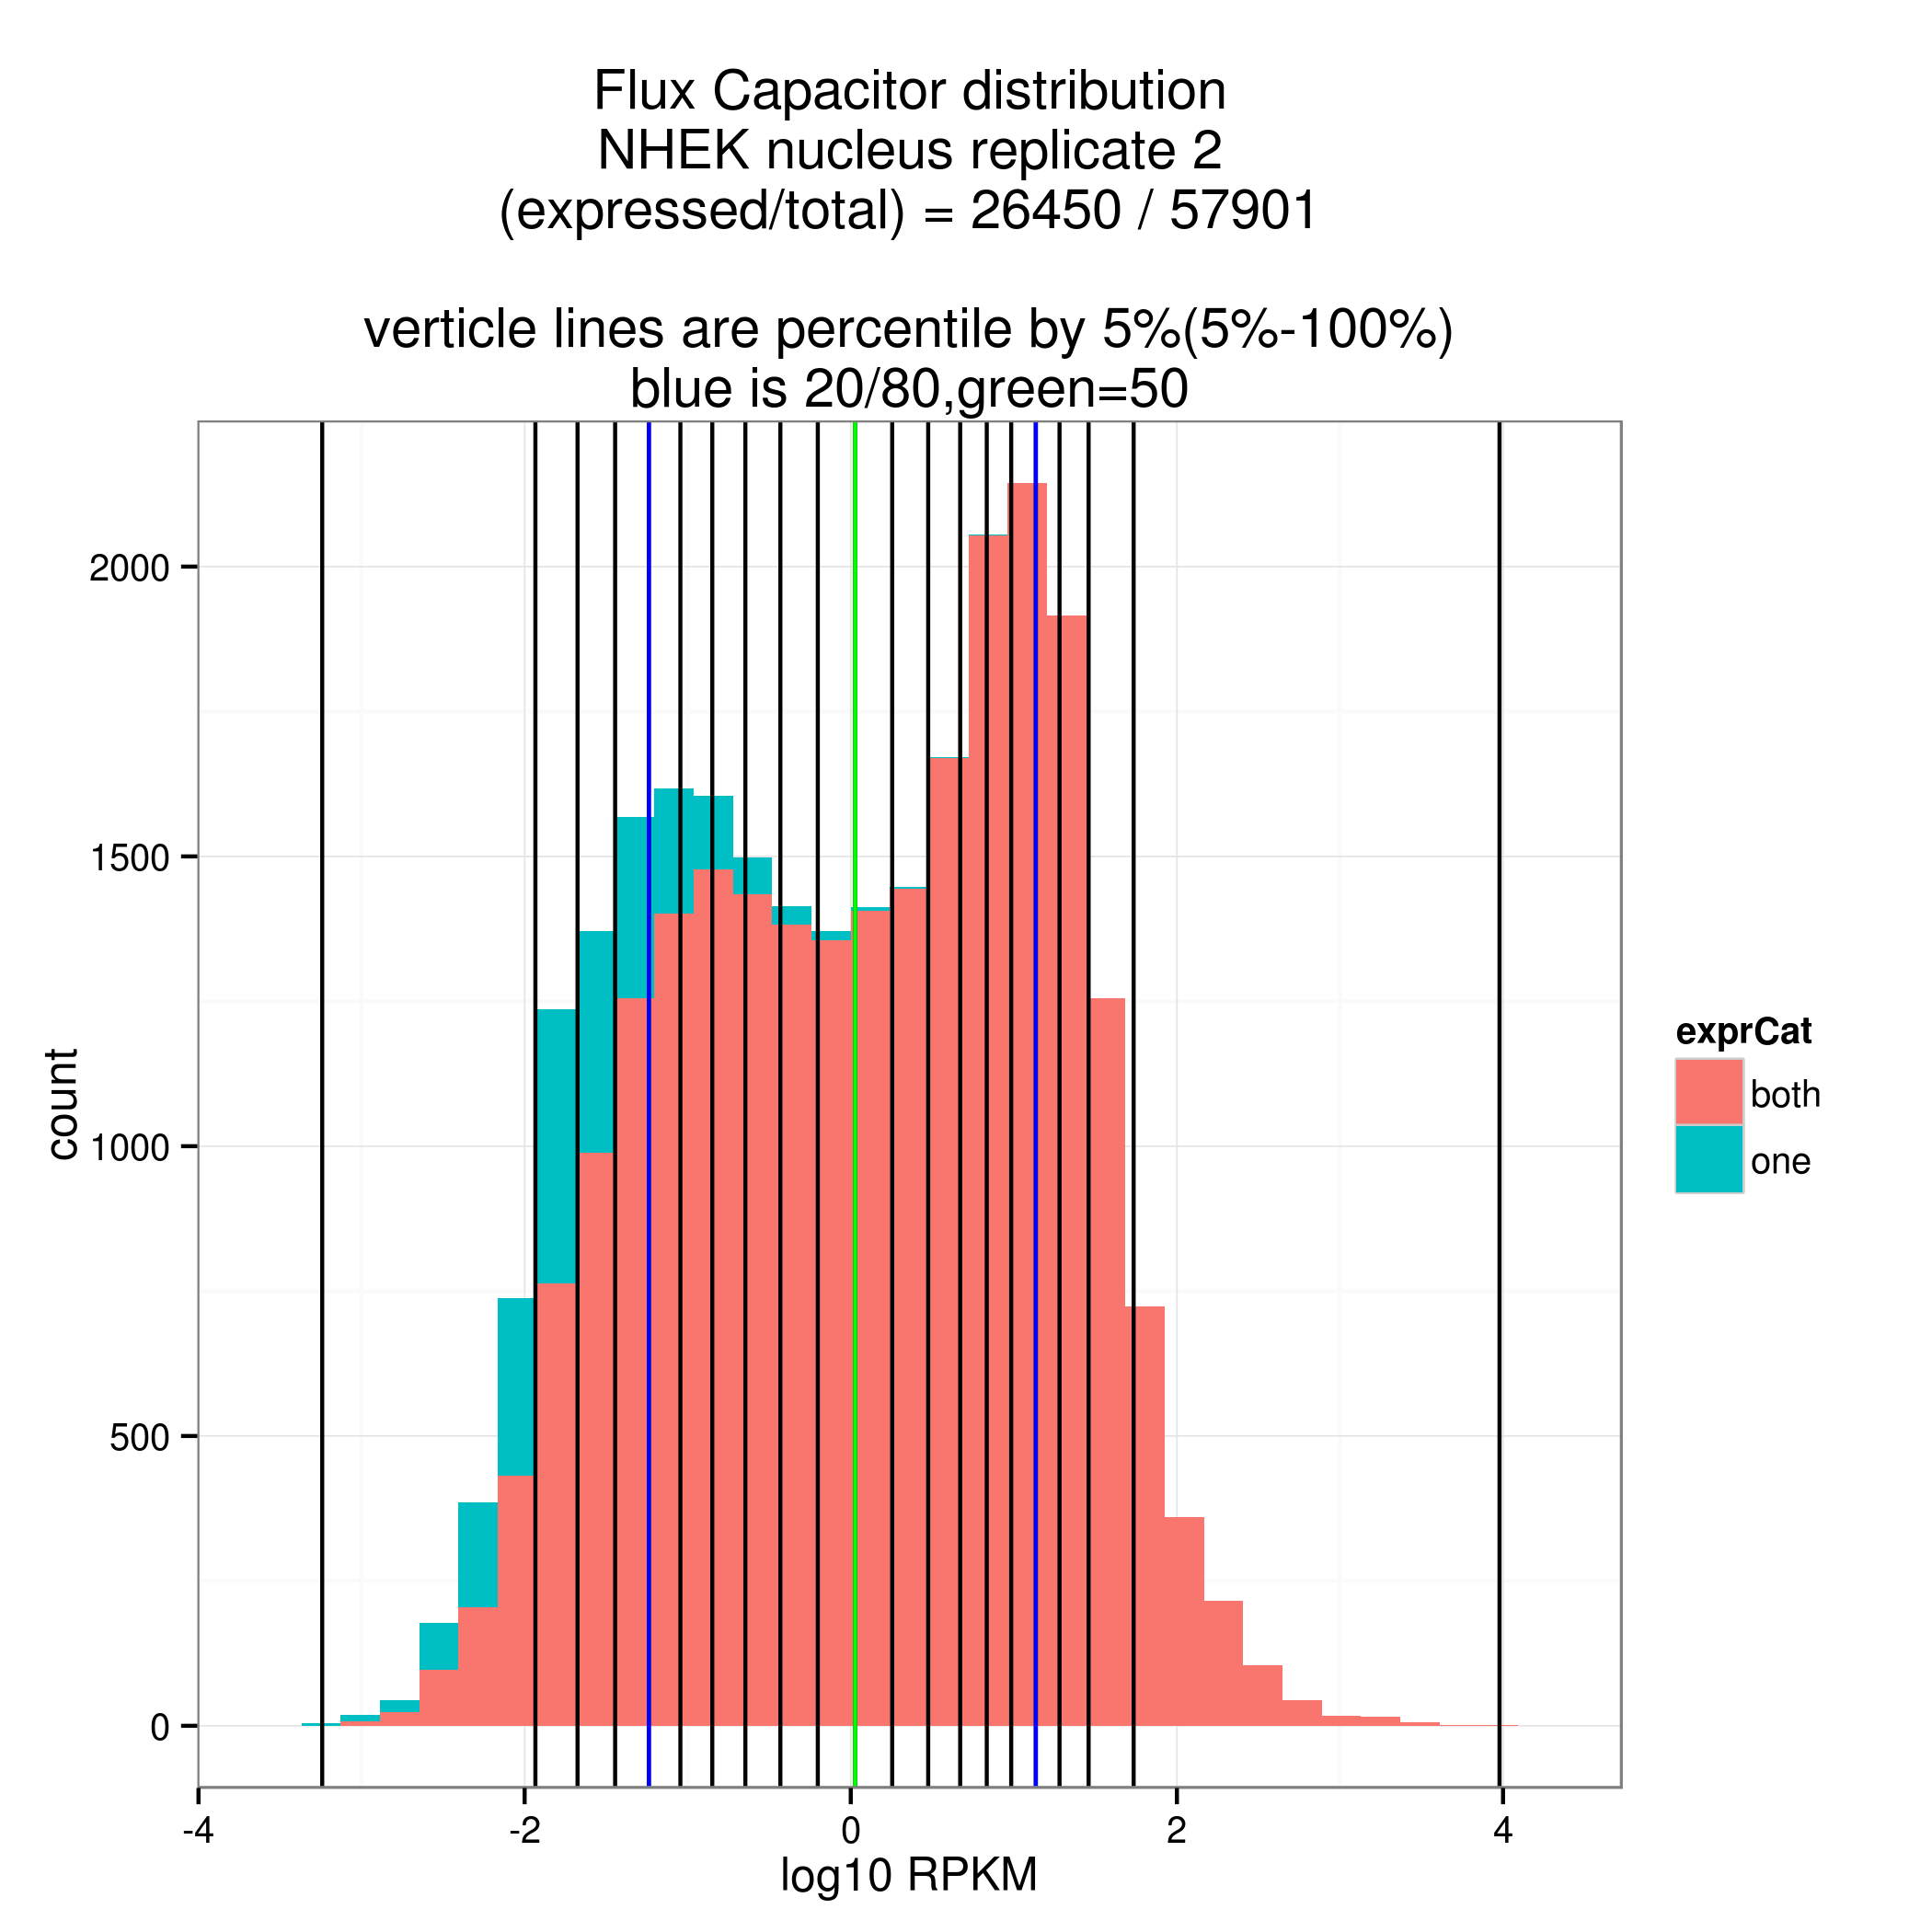 Flux Capacitor distribution
NHEK nucleus replicate 2
(expressed/total) = 26450 / 57901
verticle lines are percentile by 5%(5%-100%)
blue is 20/80,green=50
2000
1500
1000
500
0
count
-4
-2
0
2
4
log10 RPKM
exprCat
both
one